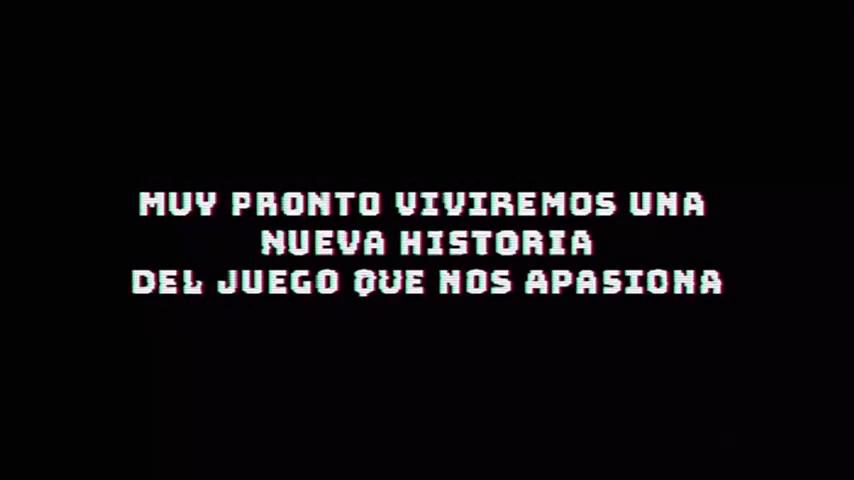 MUY PRONTO VIVIREMOS UNA
NUEVA HISTORIA
DEL JUEGO QUE NOS APASIONA